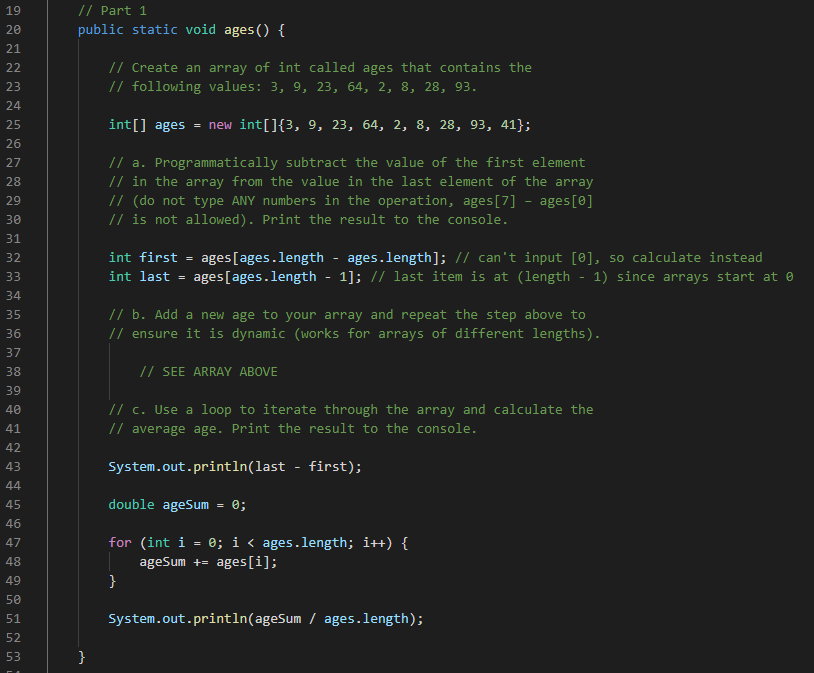 19 // Part 1
20 public static void ages() {
21
22 // Create an array of int called ages that contains the
23 // following values: 3, 9, 23, 64, 2, 8, 28, 93.
24
25 int[] ages = new int[]{3, 9, 23, 64, 2, 8, 28, 93, 41};
26
27 // a. Programmatically subtract the value of the first element
28 // in the array from the value in the last element of the array
29 // (do not type ANY numbers in the operation, ages[7] – ages[0]
30 // is not allowed). Print the result to the console.
31
32 int first = ages[ages.length - ages.length]; // can't input [0], so calculate instead
33 int last = ages[ages.length - 1]; // last item is at (length - 1) since arrays start at 0
34
35 // b. Add a new age to your array and repeat the step above to
36 // ensure it is dynamic (works for arrays of different lengths).
37
38 // SEE ARRAY ABOVE
39
40 // c. Use a loop to iterate through the array and calculate the
41 // average age. Print the result to the console.
42
43 System.out.println(last - first);
44
45 double ageSum = 0;
46
47 for (int i = 0; i < ages.length; i++) {
48 ageSum += ages[i];
49 }
50
51 System.out.println(ageSum / ages.length);
52
53 }